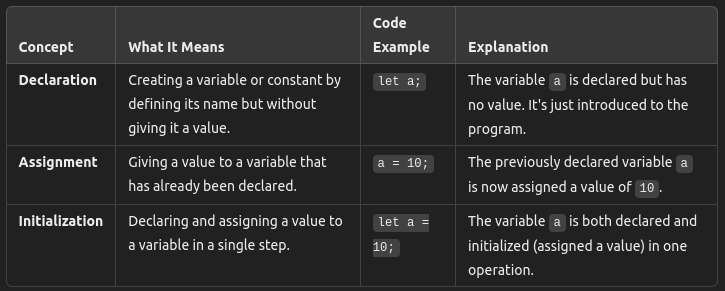 Concept What It Means Code Example Explanation
Declaration Creating a variable or constant by let a; The variable a is declared but has
defining its name but without no value. It's just introduced to the
giving it a value. program.
Assignment Giving a value to a variable that a = 10; The previously declared variable a
has already been declared. is now assigned a value of 10.
Initialization Declaring and assigning a value to let a = The variable a is both declared and
a variable in a single step. 10; initialized (assigned a value) in one
operation.